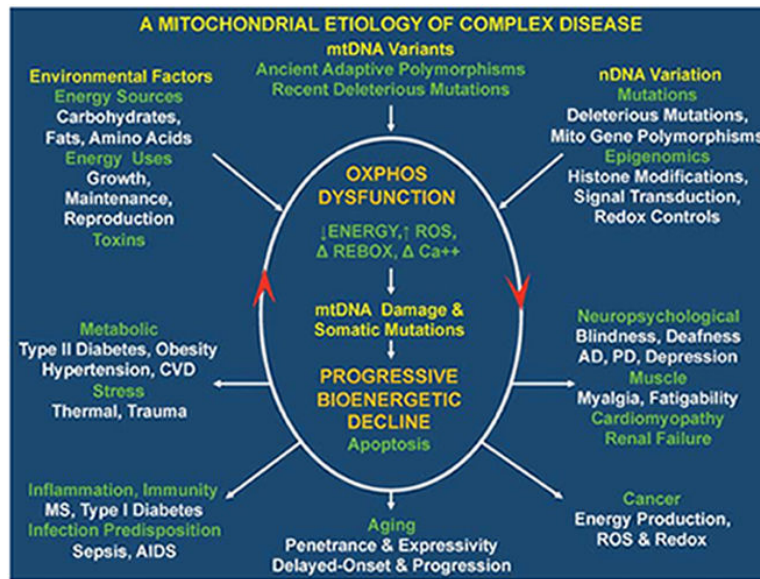 A MITOCHONDRIAL ETIOLOGY OF COMPLEX DISEASE
mtDNA Variants
Ancient Adaptive Polymorphisms
Recent Deleterious Mutations
Environmental Factors
Energy Sources
Carbohydrates,
Fats, Amino Acids
Energy Uses
Growth,
Maintenance,
Reproduction
Toxins
nDNA Variation
Mutations
Deleterious Mutations,
Mito Gene Polymorphisms
Epigenomics
Histone Modifications,
Signal Transduction,
Redox Controls
OXPHOS
DYSFUNCTION
↓ENERGY,↑ ROS,
Δ REBOX, Δ Ca++
mtDNA Damage &
Somatic Mutations
PROGRESSIVE
BIOENERGETIC
DECLINE
Apoptosis
Metabolic
Type II Diabetes, Obesity
Hypertension, CVD
Stress
Thermal, Trauma
Neuropsychological
Blindness, Deafness
AD, PD, Depression
Muscle
Myalgia, Fatigability
Cardiomyopathy
Renal Failure
Inflammation, Immunity
MS, Type I Diabetes
Infection Predisposition
Sepsis, AIDS
Aging
Penetrance & Expressivity
Delayed-Onset & Progression
Cancer
Energy Production,
ROS & Redox